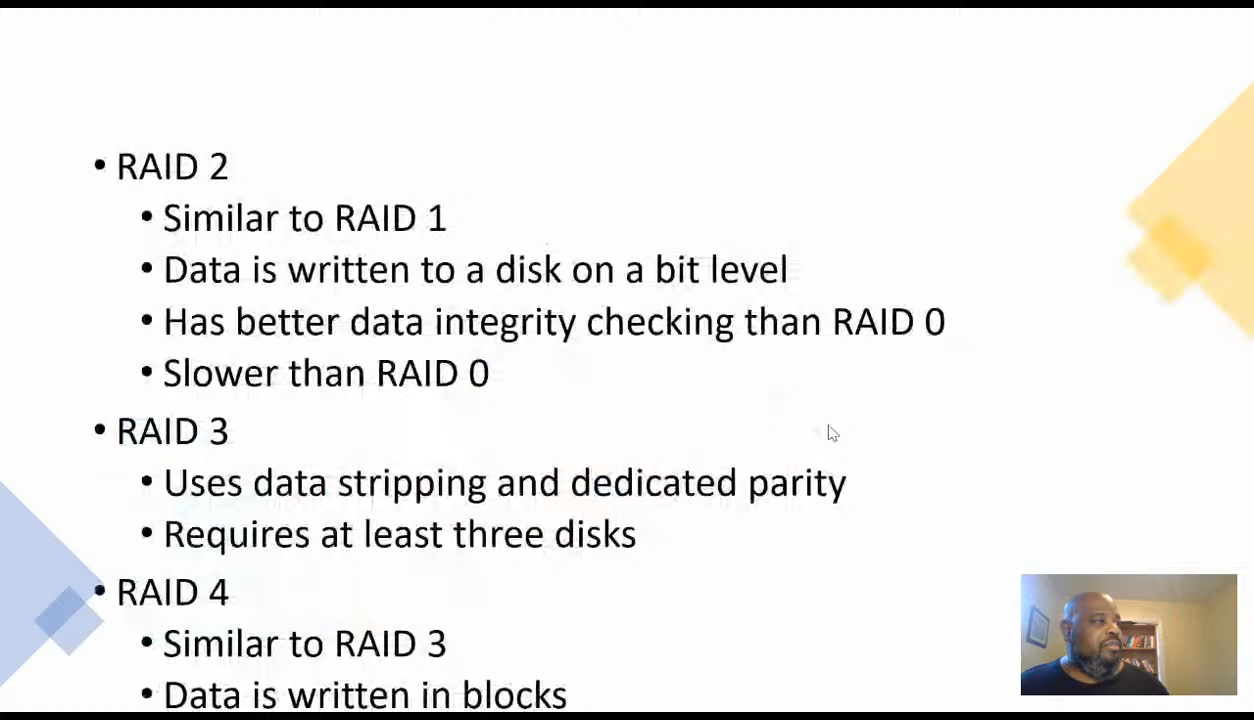 • RAID 2
• Similar to RAID 1
• Data is written to a disk on a bit level
• Has better data integrity checking than RAID 0
• Slower than RAID 0
• RAID 3
• Uses data stripping and dedicated parity
• Requires at least three disks
• RAID 4
• Similar to RAID 3
• Data is written in blocks